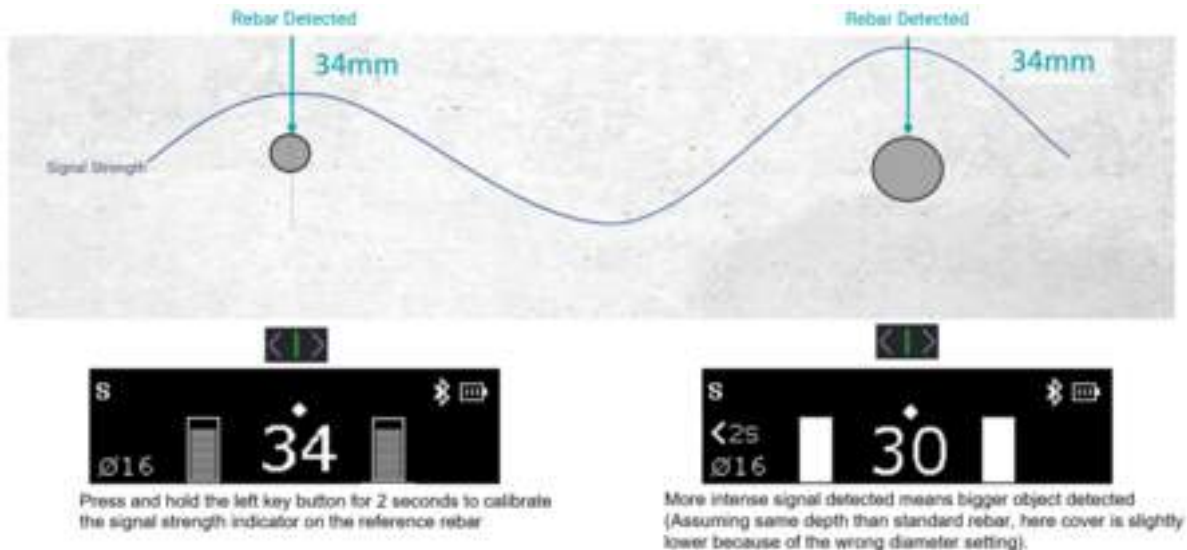 Rebar Detected
Rebar Detected
34mm
34mm
Signal Strength
S
34
Ø16
S
<2s
30
Ø16
Press and hold the left key button for 2 seconds to calibrate
the signal strength indicator on the reference rebar
More intense signal detected means bigger object detected
(Assuming same depth than standard rebar, here cover is slightly
lower because of the wrong diameter setting).